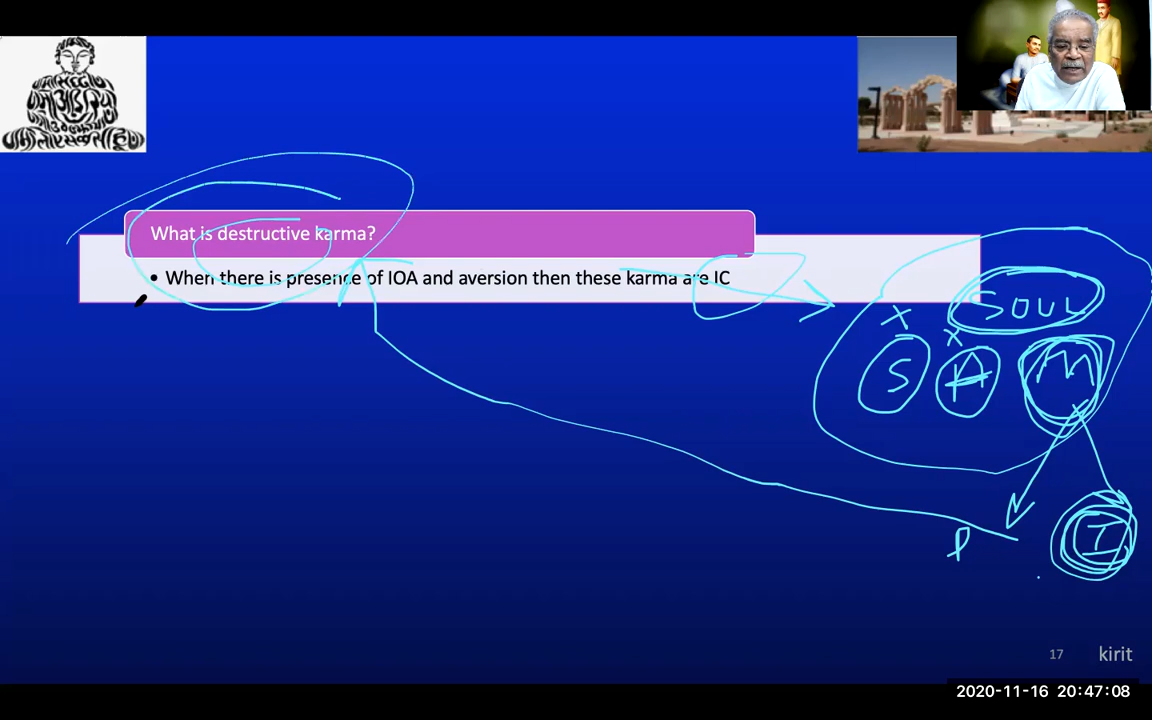 What is destructive karma?
• When there is presence of IOA and aversion then these karma are IC
SOUL
X
X
S A M
P I
17 kirit
2020-11-16 20:47:08